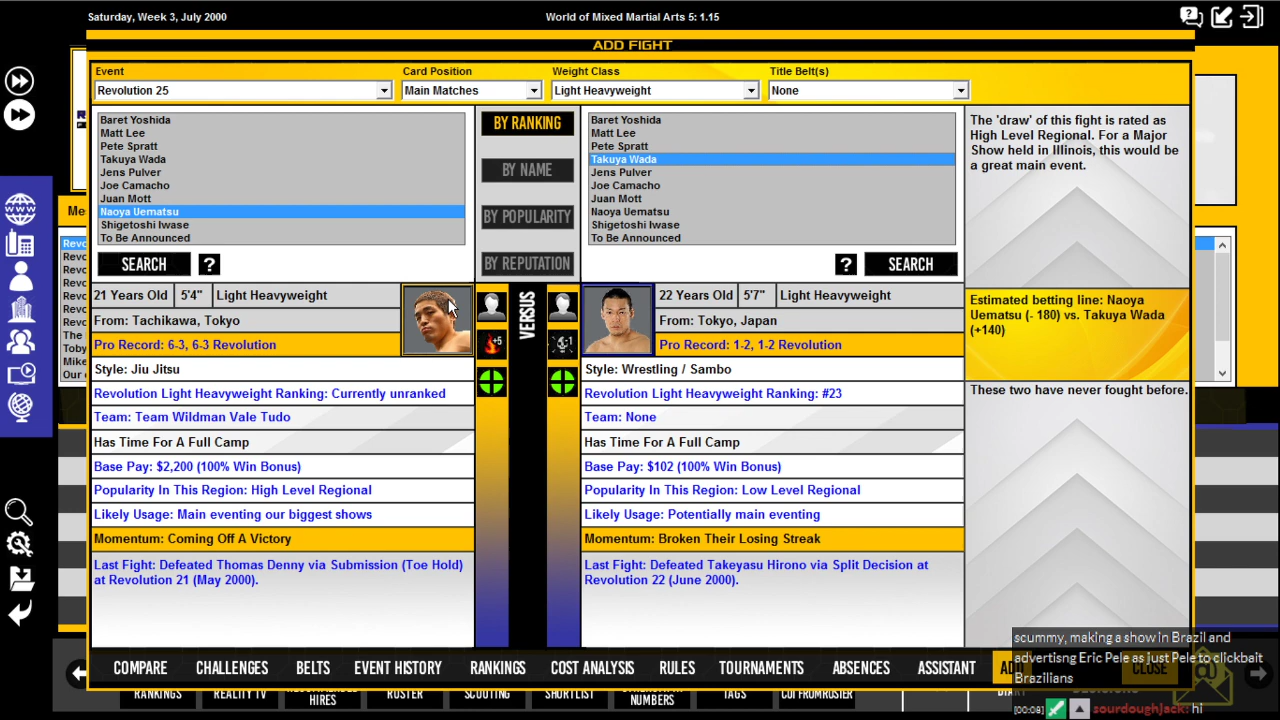 Saturday, Week 3, July 2000
World of Mixed Martial Arts 5: 1.15
ADD FIGHT
Event
Card Position
Weight Class
Title Belt(s)
Revolution 25
Main Matches
Light Heavyweight
None
Baret Yoshida
Matt Lee
Pete Spratt
Takuya Wada
Jens Pulver
Joe Camacho
Juan Mott
Naoya Uematsu
Shigetoshi Iwase
To Be Announced
SEARCH
?
BY RANKING
BY NAME
BY POPULARITY
BY REPUTATION
Baret Yoshida
Matt Lee
Pete Spratt
Takuya Wada
Jens Pulver
Joe Camacho
Juan Mott
Naoya Uematsu
Shigetoshi Iwase
To Be Announced
?
SEARCH
The 'draw' of this fight is rated as
High Level Regional. For a Major
Show held in Illinois, this would be
a great main event.
21 Years Old
5'4"
Light Heavyweight
From: Tachikawa, Tokyo
Pro Record: 6-3, 6-3 Revolution
Style: Jiu Jitsu
Revolution Light Heavyweight Ranking: Currently unranked
Team: Team Wildman Vale Tudo
Has Time For A Full Camp
Base Pay: $2,200 (100% Win Bonus)
Popularity In This Region: High Level Regional
Likely Usage: Main eventing our biggest shows
Momentum: Coming Off A Victory
Last Fight: Defeated Thomas Denny via Submission (Toe Hold)
at Revolution 21 (May 2000).
+5
VERSUS
-1
22 Years Old
5'7"
Light Heavyweight
From: Tokyo, Japan
Pro Record: 1-2, 1-2 Revolution
Style: Wrestling / Sambo
Revolution Light Heavyweight Ranking: #23
Team: None
Has Time For A Full Camp
Base Pay: $102 (100% Win Bonus)
Popularity In This Region: Low Level Regional
Likely Usage: Potentially main eventing
Momentum: Broken Their Losing Streak
Last Fight: Defeated Takeyasu Hirono via Split Decision at
Revolution 22 (June 2000).
Estimated betting line: Naoya
Uematsu (- 180) vs. Takuya Wada
(+140)
These two have never fought before.
COMPARE
CHALLENGES
BELTS
EVENT HISTORY
RANKINGS
COST ANALYSIS
RULES
TOURNAMENTS
ABSENCES
ASSISTANT
CLOSE
scummy, making a show in Brazil and
advertisng Eric Pele as just Pele to clickbait
Brazilians
[00:08] sourdoughjack: hi
RANKINGS
REALITY TV
HIRES
ROSTER
SCOUTING
SHORTLIST
NUMBERS
TAGS